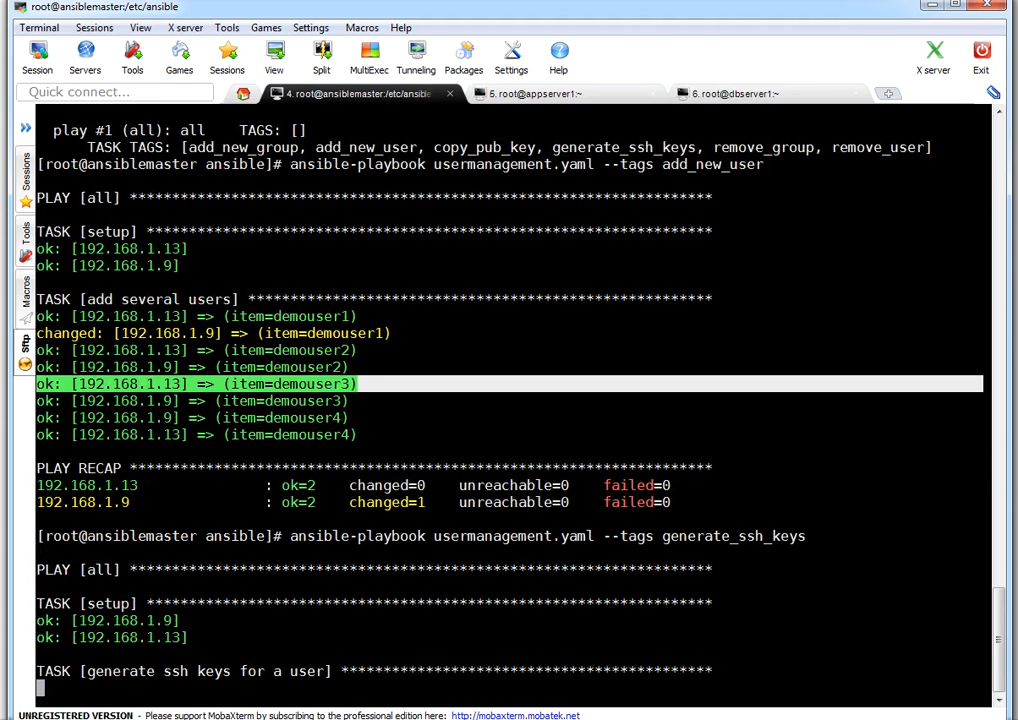 root@ansiblemaster:/etc/ansible
Terminal Sessions View X server Tools Games Settings Macros Help
Session Servers Tools Games Sessions View Split MultiExec Tunneling Packages Settings Help X server Exit
Quick connect... 4. root@ansiblemaster:/etc/ansible 5. root@appserver1:~ 6. root@dbserver1:~
Sessions
Tools
Macros
Sftp
play #1 (all): all TAGS: []
TASK TAGS: [add_new_group, add_new_user, copy_pub_key, generate_ssh_keys, remove_group, remove_user]
[root@ansiblemaster ansible]# ansible-playbook usermanagement.yaml --tags add_new_user
PLAY [all] ********************************************************************
TASK [setup] ******************************************************************
ok: [192.168.1.13]
ok: [192.168.1.9]
TASK [add several users] ******************************************************
ok: [192.168.1.13] => (item=demouser1)
changed: [192.168.1.9] => (item=demouser1)
ok: [192.168.1.13] => (item=demouser2)
ok: [192.168.1.9] => (item=demouser2)
ok: [192.168.1.13] => (item=demouser3)
ok: [192.168.1.9] => (item=demouser3)
ok: [192.168.1.9] => (item=demouser4)
ok: [192.168.1.13] => (item=demouser4)
PLAY RECAP ********************************************************************
192.168.1.13 : ok=2 changed=0 unreachable=0 failed=0
192.168.1.9 : ok=2 changed=1 unreachable=0 failed=0
[root@ansiblemaster ansible]# ansible-playbook usermanagement.yaml --tags generate_ssh_keys
PLAY [all] ********************************************************************
TASK [setup] ******************************************************************
ok: [192.168.1.9]
ok: [192.168.1.13]
TASK [generate ssh keys for a user] *******************************************
UNREGISTERED VERSION - Please support MobaXterm by subscribing to the professional edition here: http://mobaxterm.mobatek.net